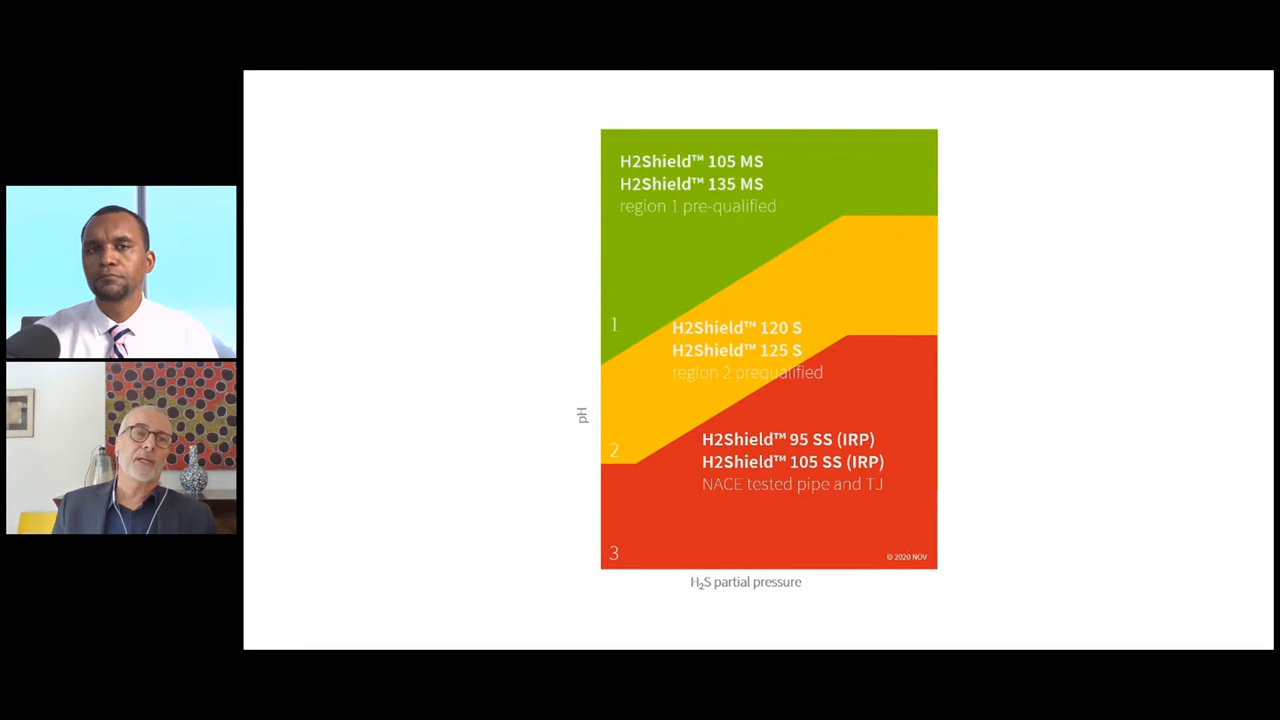 H2Shield™ 105 MS
H2Shield™ 135 MS
region 1 pre-qualified
1
H2Shield™ 120 S
H2Shield™ 125 S
region 2 prequalified
pH
2
H2Shield™ 95 SS (IRP)
H2Shield™ 105 SS (IRP)
NACE tested pipe and TJ
3
© 2020 NOV
H₂S partial pressure